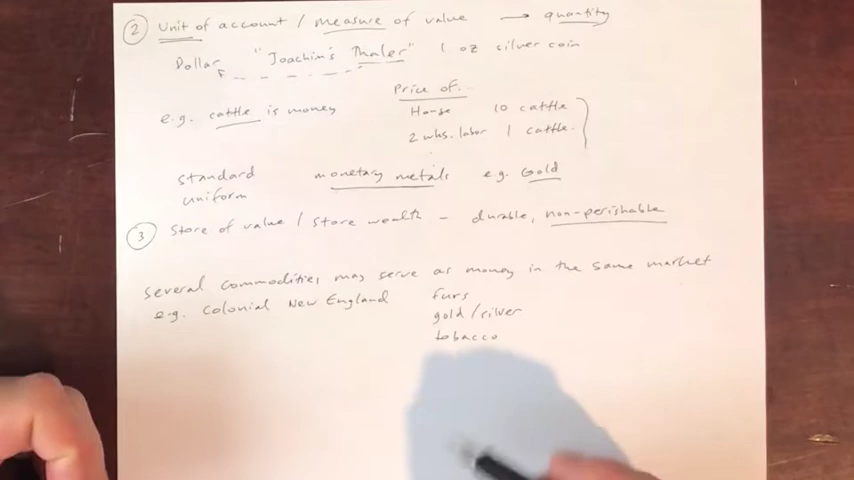 ② Unit of account / measure of value → quantity
Dollar "Joachim's Thaler" 1 oz silver coin
e.g. cattle is money
Price of...
House 10 cattle
2 wks. labor 1 cattle.
standard monetary metals e.g. Gold
uniform
③ Store of value / store wealth - durable, non-perishable
Several commodities may serve as money in the same market
e.g. Colonial New England furs
gold/silver
tobacco